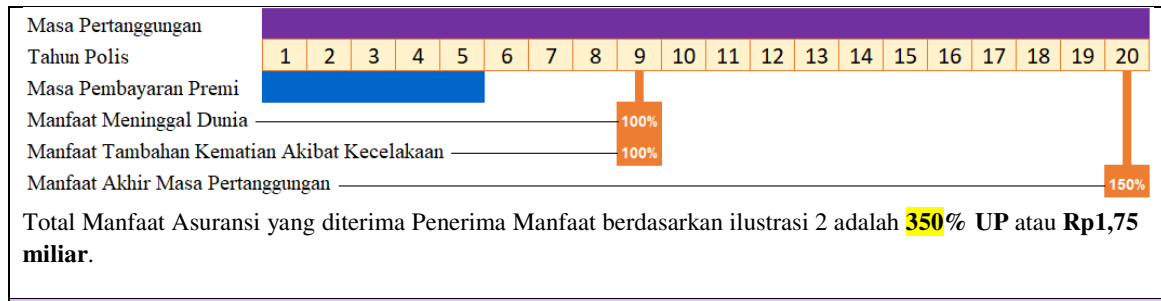 Masa Pertanggungan
Tahun Polis 1 2 3 4 5 6 7 8 9 10 11 12 13 14 15 16 17 18 19 20
Masa Pembayaran Premi
Manfaat Meninggal Dunia 100%
Manfaat Tambahan Kematian Akibat Kecelakaan 100%
Manfaat Akhir Masa Pertanggungan 150%
Total Manfaat Asuransi yang diterima Penerima Manfaat berdasarkan ilustrasi 2 adalah 350% UP atau Rp1,75
miliar.